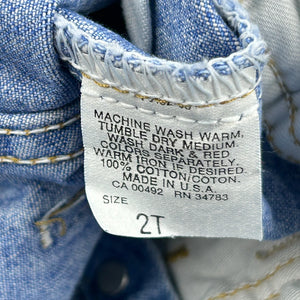 MACHINE WASH WARM,
TUMBLE DRY MEDIUM.
WASH DARK & RED
COLORS SEPARATELY.
WARM IRON IF DESIRED.
100% COTTON/COTON.
MADE IN U.S.A.
CA 00492 RN 34783
SIZE
2T